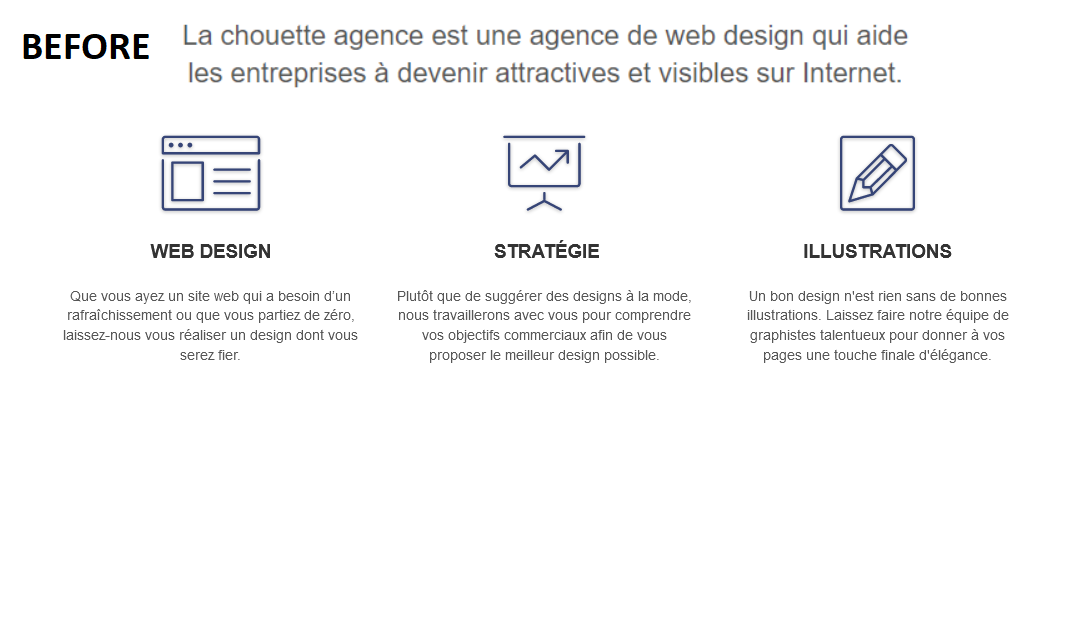 BEFORE
La chouette agence est une agence de web design qui aide
les entreprises à devenir attractives et visibles sur Internet.
WEB DESIGN
Que vous ayez un site web qui a besoin d’un
rafraîchissement ou que vous partiez de zéro,
laissez-nous vous réaliser un design dont vous
serez fier.
STRATÉGIE
Plutôt que de suggérer des designs à la mode,
nous travaillerons avec vous pour comprendre
vos objectifs commerciaux afin de vous
proposer le meilleur design possible.
ILLUSTRATIONS
Un bon design n'est rien sans de bonnes
illustrations. Laissez faire notre équipe de
graphistes talentueux pour donner à vos
pages une touche finale d'élégance.